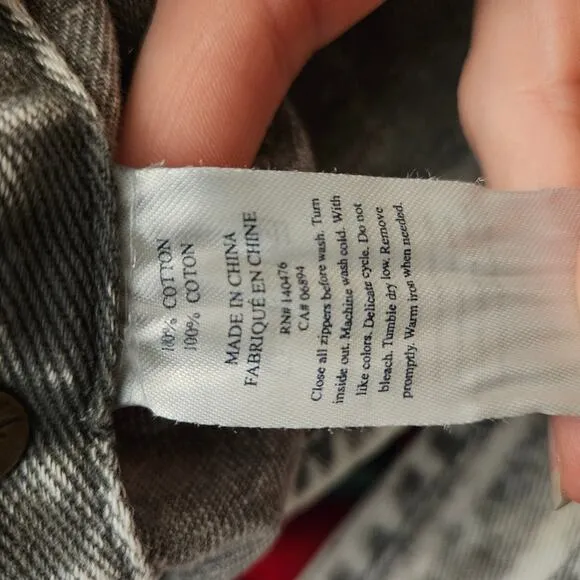 100% COTTON
100% COTON
MADE IN CHINA
FABRIQUÉ EN CHINE
RN# 140476
CA# 06894
Close all zippers before wash. Turn
inside out. Machine wash cold. With
like colors. Delicate cycle. Do not
bleach. Tumble dry low. Remove
promptly. Warm iron when needed.